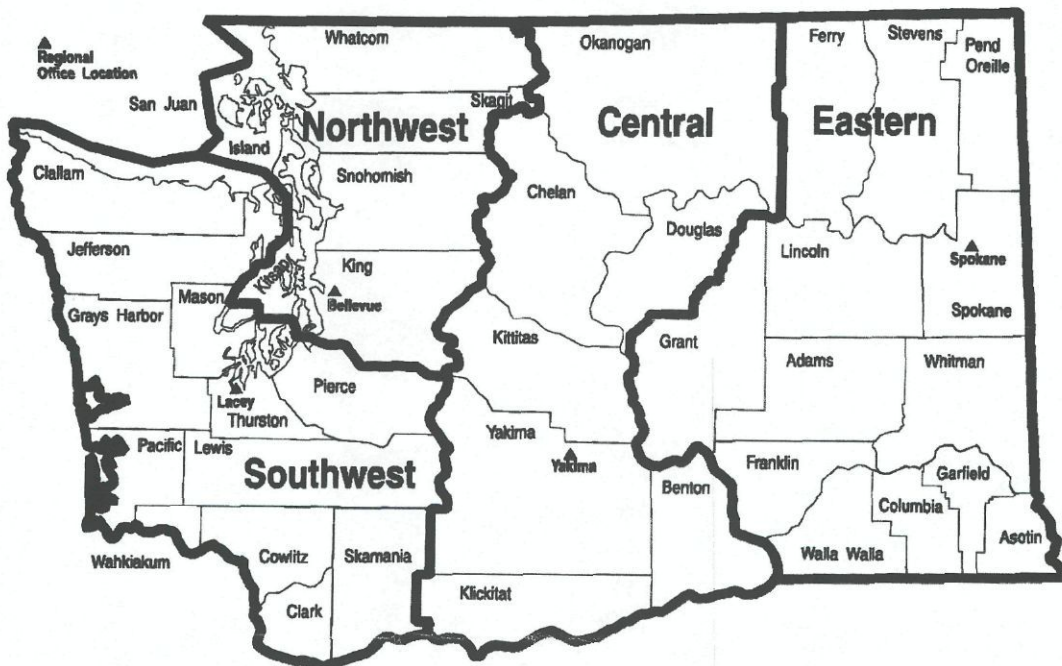 Regional
Office Location
San Juan
Whatcom
Skagit
Northwest
Island
Snohomish
King
Bellevue
Kitsap
Okanogan
Central
Chelan
Douglas
Kittitas
Yakima
Yakima
Benton
Klickitat
Ferry
Stevens
Pend
Oreille
Eastern
Lincoln
Spokane
Spokane
Grant
Adams
Whitman
Franklin
Garfield
Columbia
Walla Walla
Asotin
Clallam
Jefferson
Mason
Grays Harbor
Lacey
Thurston
Pierce
Pacific
Lewis
Southwest
Wahkiakum
Cowlitz
Skamania
Clark